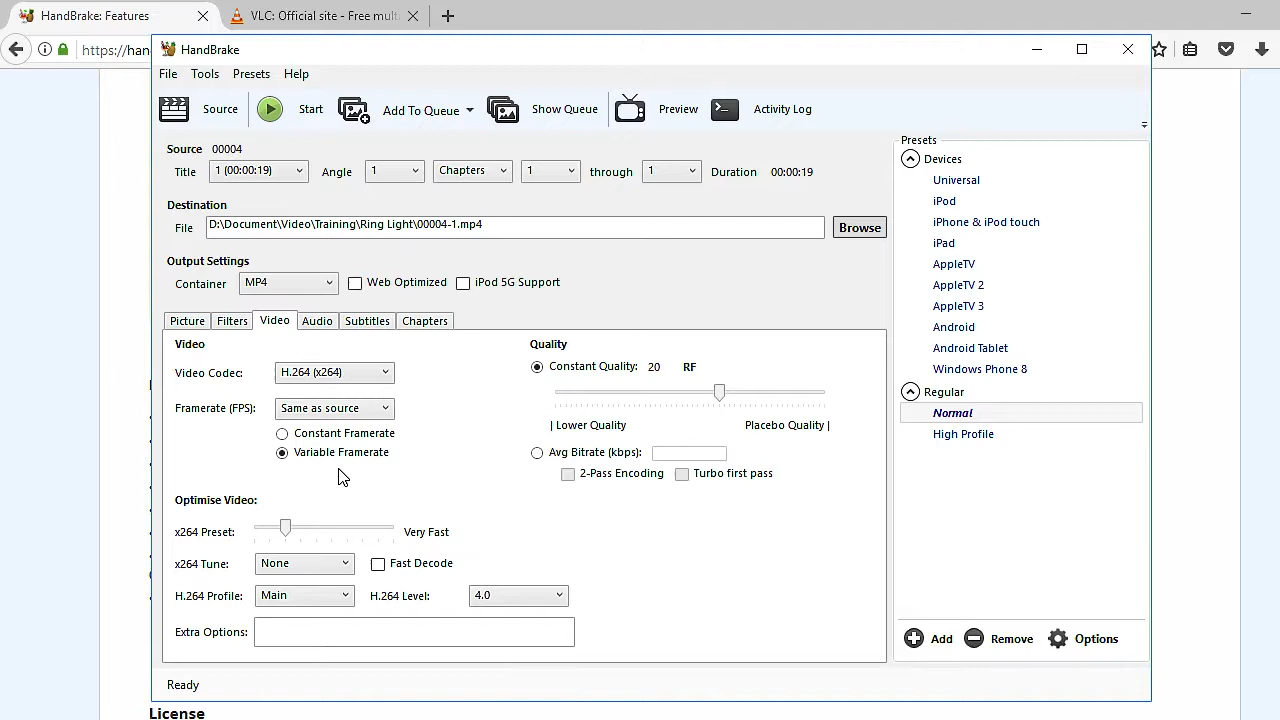 HandBrake: Features
VLC: Official site - Free mult
https://han
HandBrake
File Tools Presets Help
Source Start Add To Queue Show Queue Preview Activity Log
Source 00004
Title 1 (00:00:19) Angle 1 Chapters 1 through 1 Duration 00:00:19
Destination
File D:\Document\Video\Training\Ring Light\00004-1.mp4 Browse
Output Settings
Container MP4 Web Optimized iPod 5G Support
Picture Filters Video Audio Subtitles Chapters
Video
Video Codec: H.264 (x264)
Framerate (FPS): Same as source
Constant Framerate
Variable Framerate
Quality
Constant Quality: 20 RF
| Lower Quality Placebo Quality |
Avg Bitrate (kbps):
2-Pass Encoding Turbo first pass
Optimise Video:
x264 Preset: Very Fast
x264 Tune: None Fast Decode
H.264 Profile: Main H.264 Level: 4.0
Extra Options:
Presets
Devices
Universal
iPod
iPhone & iPod touch
iPad
AppleTV
AppleTV 2
AppleTV 3
Android
Android Tablet
Windows Phone 8
Regular
Normal
High Profile
Add Remove Options
Ready
License